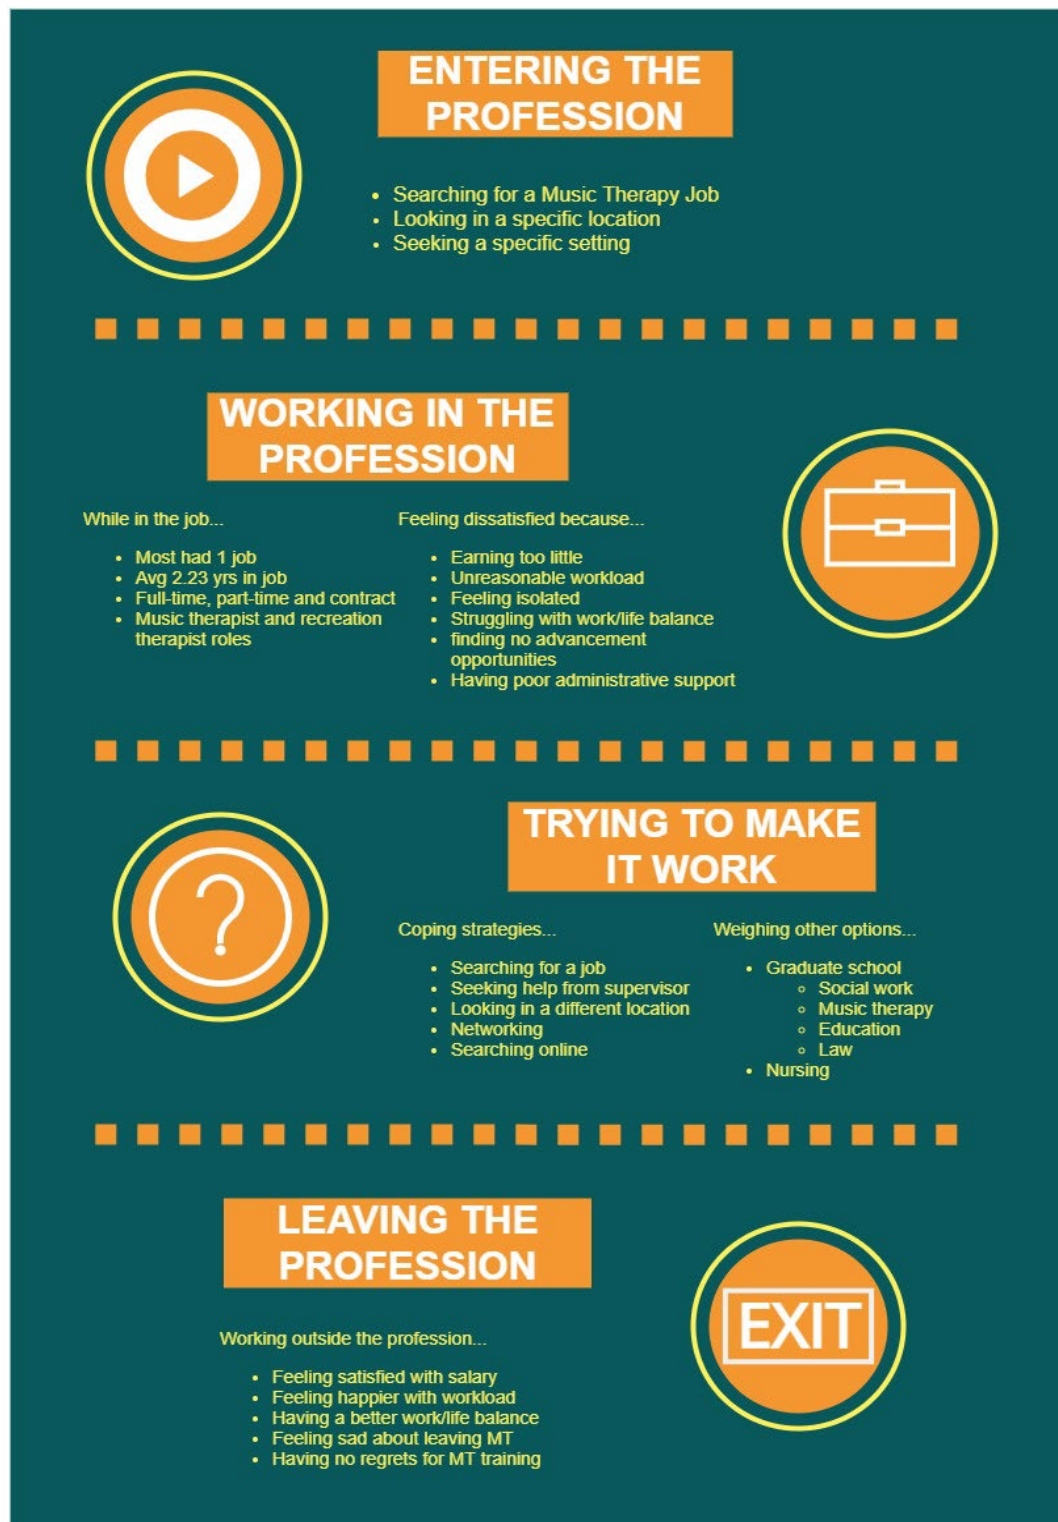 ENTERING THE
PROFESSION
Searching for a Music Therapy Job
Looking in a specific location
Seeking a specific setting
WORKING IN THE
PROFESSION
While in the job...
Most had 1 job
Avg 2.23 yrs in job
Full-time, part-time and contract
Music therapist and recreation
therapist roles
Feeling dissatisfied because...
Earning too little
Unreasonable workload
Feeling isolated
Struggling with work/life balance
finding no advancement
opportunities
Having poor administrative support
TRYING TO MAKE
IT WORK
Coping strategies...
Searching for a job
Seeking help from supervisor
Looking in a different location
Networking
Searching online
Weighing other options...
Graduate school
Social work
Music therapy
Education
Law
Nursing
LEAVING THE
PROFESSION
Working outside the profession...
Feeling satisfied with salary
Feeling happier with workload
Having a better work/life balance
Feeling sad about leaving MT
Having no regrets for MT training
EXIT